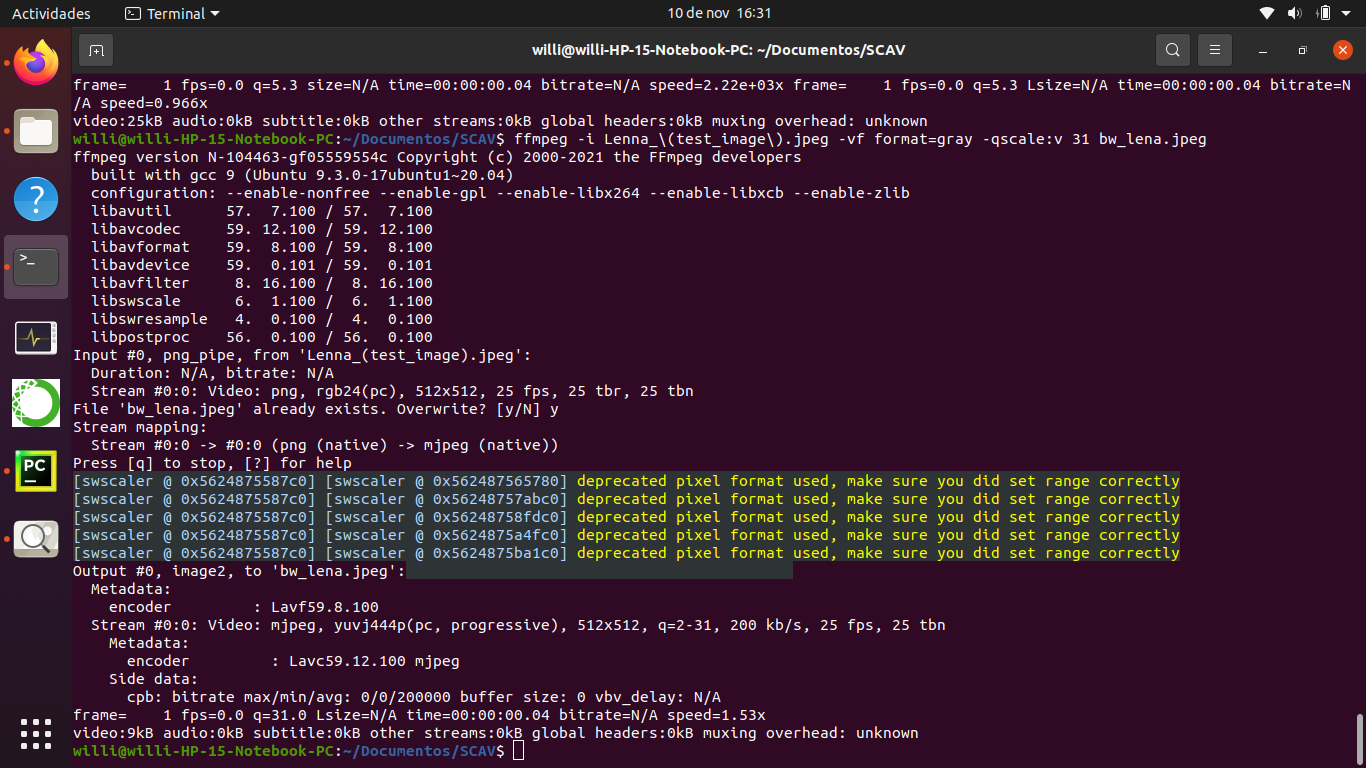 Actividades
Terminal
10 de nov 16:31
willi@willi-HP-15-Notebook-PC: ~/Documentos/SCAV
frame=    1 fps=0.0 q=5.3 size=N/A time=00:00:00.04 bitrate=N/A speed=2.22e+03x frame=    1 fps=0.0 q=5.3 Lsize=N/A time=00:00:00.04 bitrate=N
/A speed=0.966x
video:25kB audio:0kB subtitle:0kB other streams:0kB global headers:0kB muxing overhead: unknown
willi@willi-HP-15-Notebook-PC:~/Documentos/SCAV$ ffmpeg -i Lenna_\(test_image\).jpeg -vf format=gray -qscale:v 31 bw_lena.jpeg
ffmpeg version N-104463-gf05559554c Copyright (c) 2000-2021 the FFmpeg developers
  built with gcc 9 (Ubuntu 9.3.0-17ubuntu1~20.04)
  configuration: --enable-nonfree --enable-gpl --enable-libx264 --enable-libxcb --enable-zlib
  libavutil      57.  7.100 / 57.  7.100
  libavcodec     59. 12.100 / 59. 12.100
  libavformat    59.  8.100 / 59.  8.100
  libavdevice    59.  0.101 / 59.  0.101
  libavfilter     8. 16.100 /  8. 16.100
  libswscale      6.  1.100 /  6.  1.100
  libswresample   4.  0.100 /  4.  0.100
  libpostproc    56.  0.100 / 56.  0.100
Input #0, png_pipe, from 'Lenna_(test_image).jpeg':
  Duration: N/A, bitrate: N/A
  Stream #0:0: Video: png, rgb24(pc), 512x512, 25 fps, 25 tbr, 25 tbn
File 'bw_lena.jpeg' already exists. Overwrite? [y/N] y
Stream mapping:
  Stream #0:0 -> #0:0 (png (native) -> mjpeg (native))
Press [q] to stop, [?] for help
[swscaler @ 0x5624875587c0] [swscaler @ 0x562487565780] deprecated pixel format used, make sure you did set range correctly
[swscaler @ 0x5624875587c0] [swscaler @ 0x56248757abc0] deprecated pixel format used, make sure you did set range correctly
[swscaler @ 0x5624875587c0] [swscaler @ 0x56248758fdc0] deprecated pixel format used, make sure you did set range correctly
[swscaler @ 0x5624875587c0] [swscaler @ 0x5624875a4fc0] deprecated pixel format used, make sure you did set range correctly
[swscaler @ 0x5624875587c0] [swscaler @ 0x5624875ba1c0] deprecated pixel format used, make sure you did set range correctly
Output #0, image2, to 'bw_lena.jpeg':
  Metadata:
    encoder         : Lavf59.8.100
  Stream #0:0: Video: mjpeg, yuvj444p(pc, progressive), 512x512, q=2-31, 200 kb/s, 25 fps, 25 tbn
    Metadata:
      encoder         : Lavc59.12.100 mjpeg
    Side data:
      cpb: bitrate max/min/avg: 0/0/200000 buffer size: 0 vbv_delay: N/A
frame=    1 fps=0.0 q=31.0 Lsize=N/A time=00:00:00.04 bitrate=N/A speed=1.53x
video:9kB audio:0kB subtitle:0kB other streams:0kB global headers:0kB muxing overhead: unknown
willi@willi-HP-15-Notebook-PC:~/Documentos/SCAV$
?
>_
PC